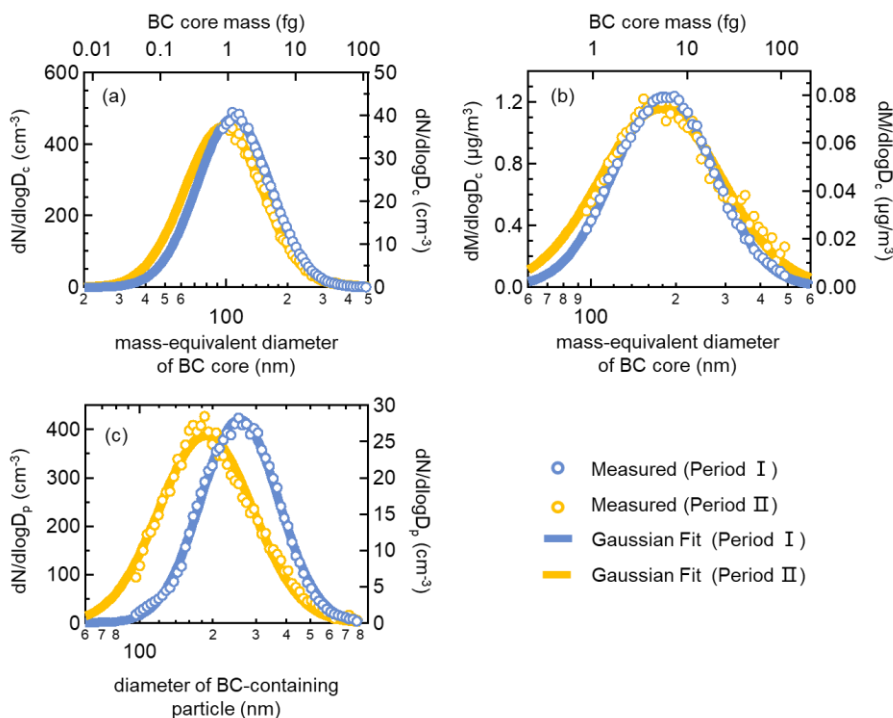 BC core mass (fg)
0.01 0.1 1 10 100
600
400
200
0
dN/dlogDc (cm-3)
(a)
50
40
30
20
10
0
dN/dlogDc (cm-3)
2 3 4 5 6 100 2 3 4 5
mass-equivalent diameter
of BC core (nm)
BC core mass (fg)
1 10 100
1.2
0.8
0.4
0.0
dM/dlogDc (μg/m3)
(b)
0.08
0.06
0.04
0.02
0.00
dM/dlogDc (μg/m3)
6 7 8 9 100 2 3 4 5 6
mass-equivalent diameter
of BC core (nm)
400
300
200
100
0
dN/dlogDp (cm-3)
(c)
30
25
20
15
10
5
0
dN/dlogDp (cm-3)
6 7 8 100 2 3 4 5 6 7 8
diameter of BC-containing
particle (nm)
Measured (Period Ⅰ)
Measured (Period Ⅱ)
Gaussian Fit (Period Ⅰ)
Gaussian Fit (Period Ⅱ)